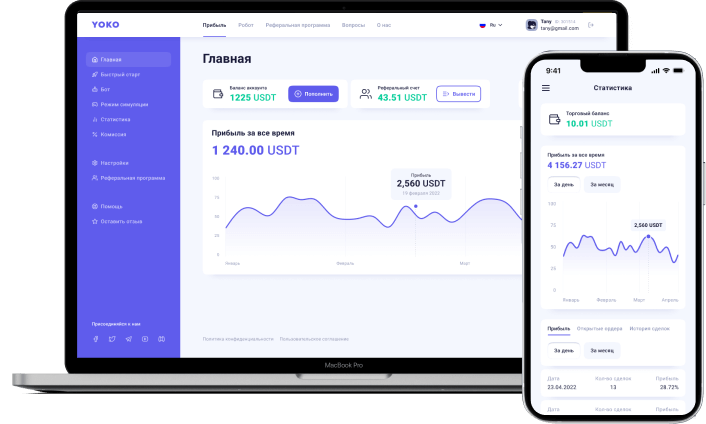 YOKO
Прибыль Робот Реферальная программа Вопросы О нас
Ru
Tany
tany@gmail.com
Главная
Быстрый старт
Бот
Режим симуляции
Статистика
Комиссия
Настройки
Реферальная программа
Помощь
Оставить отзыв
Присоединяйся к нам
Главная
Баланс аккаунта
1225 USDT
Пополнить
Реферальный счет
43.51 USDT
Вывести
Прибыль за все время
1 240.00 USDT
100
75
50
25
0
Прибыль
2,560 USDT
19 февраля 2022
Январь Февраль Март
Политика конфиденциальности Пользовательское соглашение
MacBook Pro
9:41
Статистика
Торговый баланс
10.01 USDT
Прибыль за все время
4 156.27 USDT
За день За месяц
100
75
50
25
0
2,560 USDT
Январь Февраль Март Апрель
Прибыль Открытые ордера История сделок
За день За месяц
Дата Кол-во сделок Прибыль
23.04.2022 13 28.72%
Дата Кол-во сделок Прибыль